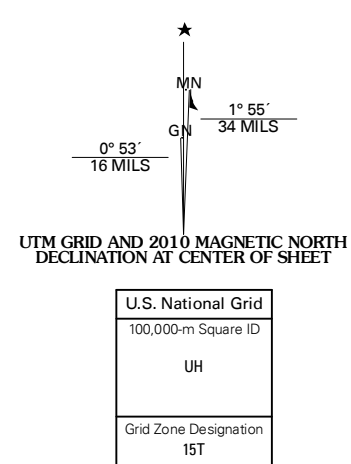 ★
MN
1° 55´
34 MILS
GN
0° 53´
16 MILS
UTM GRID AND 2010 MAGNETIC NORTH
DECLINATION AT CENTER OF SHEET
U.S. National Grid
100,000-m Square ID
UH
Grid Zone Designation
15T